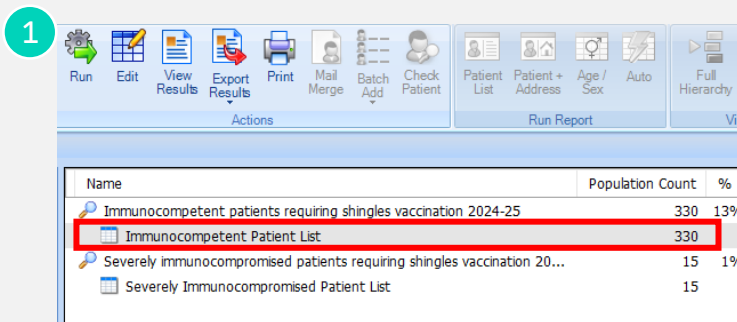 1
Run Edit View Results Export Results Print Mail Merge Batch Add Check Patient Patient List Patient + Address Age / Sex Auto Full Hierarchy
Actions Run Report Vi
Name Population Count %
Immunocompetent patients requiring shingles vaccination 2024-25 330 13%
Immunocompetent Patient List 330
Severely immunocompromised patients requiring shingles vaccination 20... 15 1%
Severely Immunocompromised Patient List 15